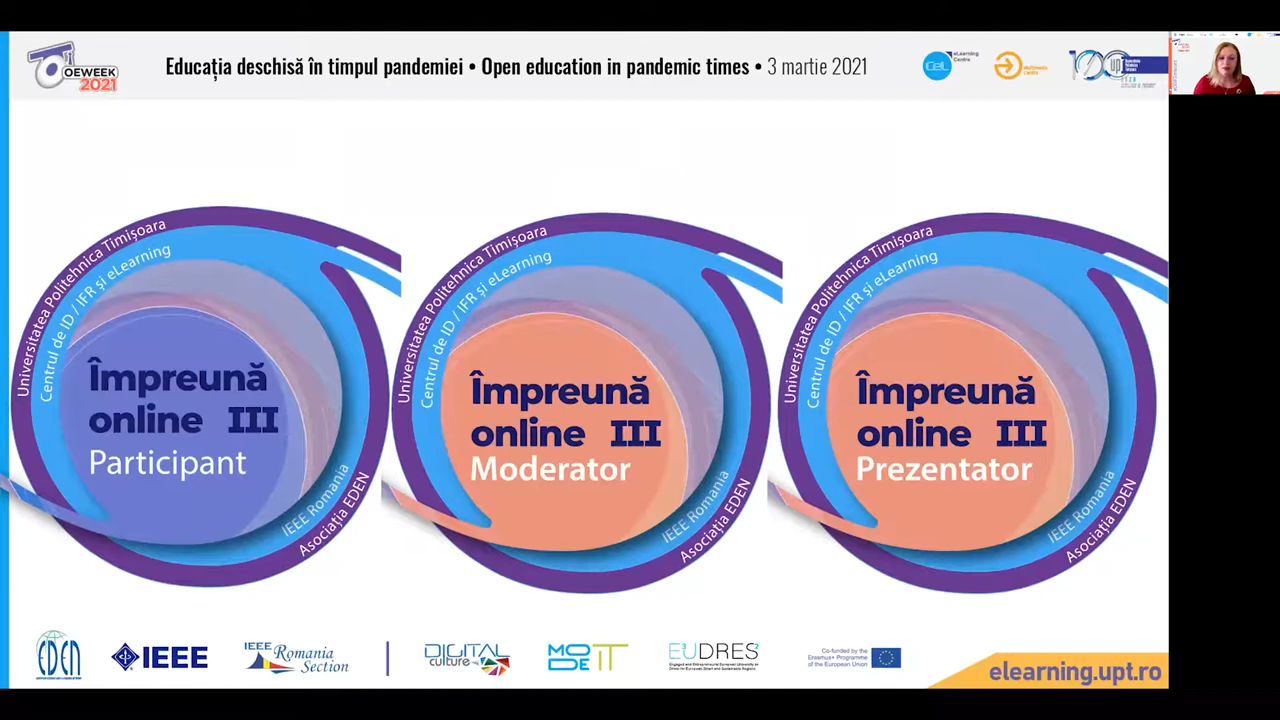 OEWEEK
2021
Educația deschisă în timpul pandemiei • Open education in pandemic times • 3 martie 2021
eLearning
Centre
Multimedia
Centre
Universitatea Politehnica Timișoara
Centrul de ID / IFR și eLearning
Împreună
online III
Participant
IEEE Romania
Asociația EDEN
Universitatea Politehnica Timișoara
Centrul de ID / IFR și eLearning
Împreună
online III
Moderator
IEEE Romania
Asociația EDEN
Universitatea Politehnica Timișoara
Centrul de ID / IFR și eLearning
Împreună
online III
Prezentator
IEEE Romania
Asociația EDEN
EDEN
IEEE
IEEE Romania
Section
DIGITAL
culture
MODE IT
EUDRES
Co-funded by the
Erasmus+ Programme
of the European Union
elearning.upt.ro